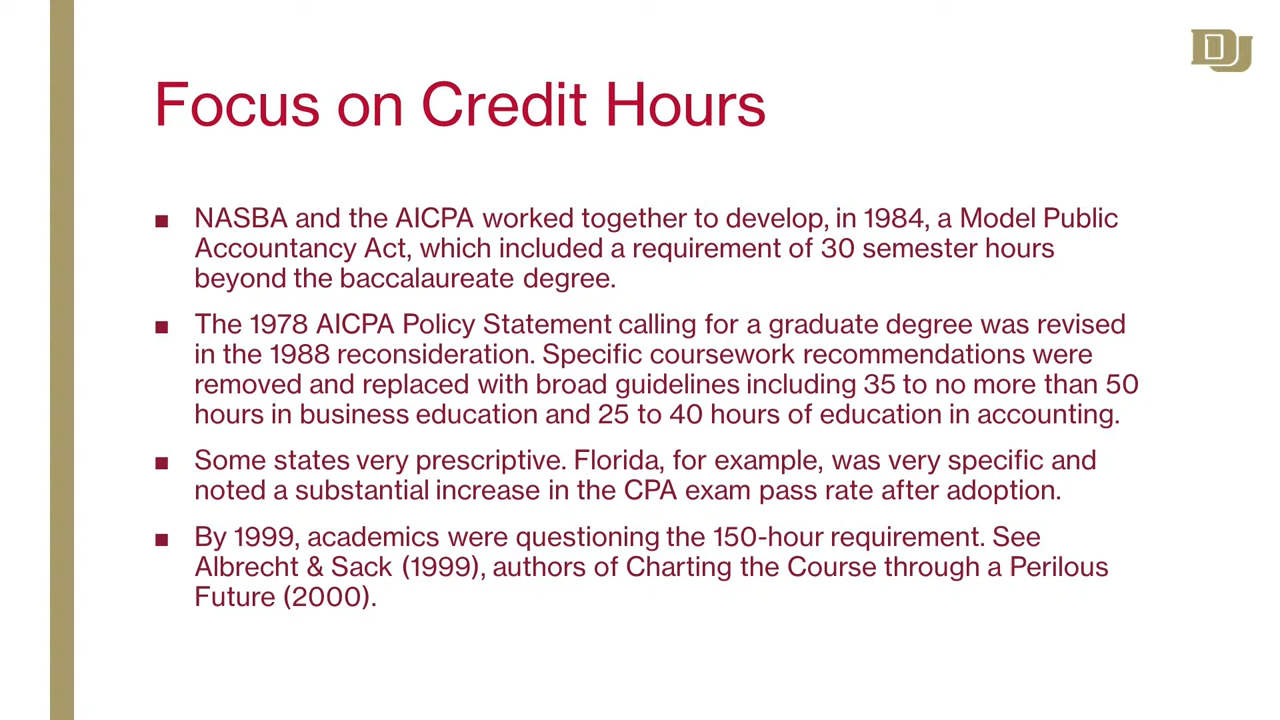 DU
Focus on Credit Hours
■ NASBA and the AICPA worked together to develop, in 1984, a Model Public
Accountancy Act, which included a requirement of 30 semester hours
beyond the baccalaureate degree.
■ The 1978 AICPA Policy Statement calling for a graduate degree was revised
in the 1988 reconsideration. Specific coursework recommendations were
removed and replaced with broad guidelines including 35 to no more than 50
hours in business education and 25 to 40 hours of education in accounting.
■ Some states very prescriptive. Florida, for example, was very specific and
noted a substantial increase in the CPA exam pass rate after adoption.
■ By 1999, academics were questioning the 150-hour requirement. See
Albrecht & Sack (1999), authors of Charting the Course through a Perilous
Future (2000).